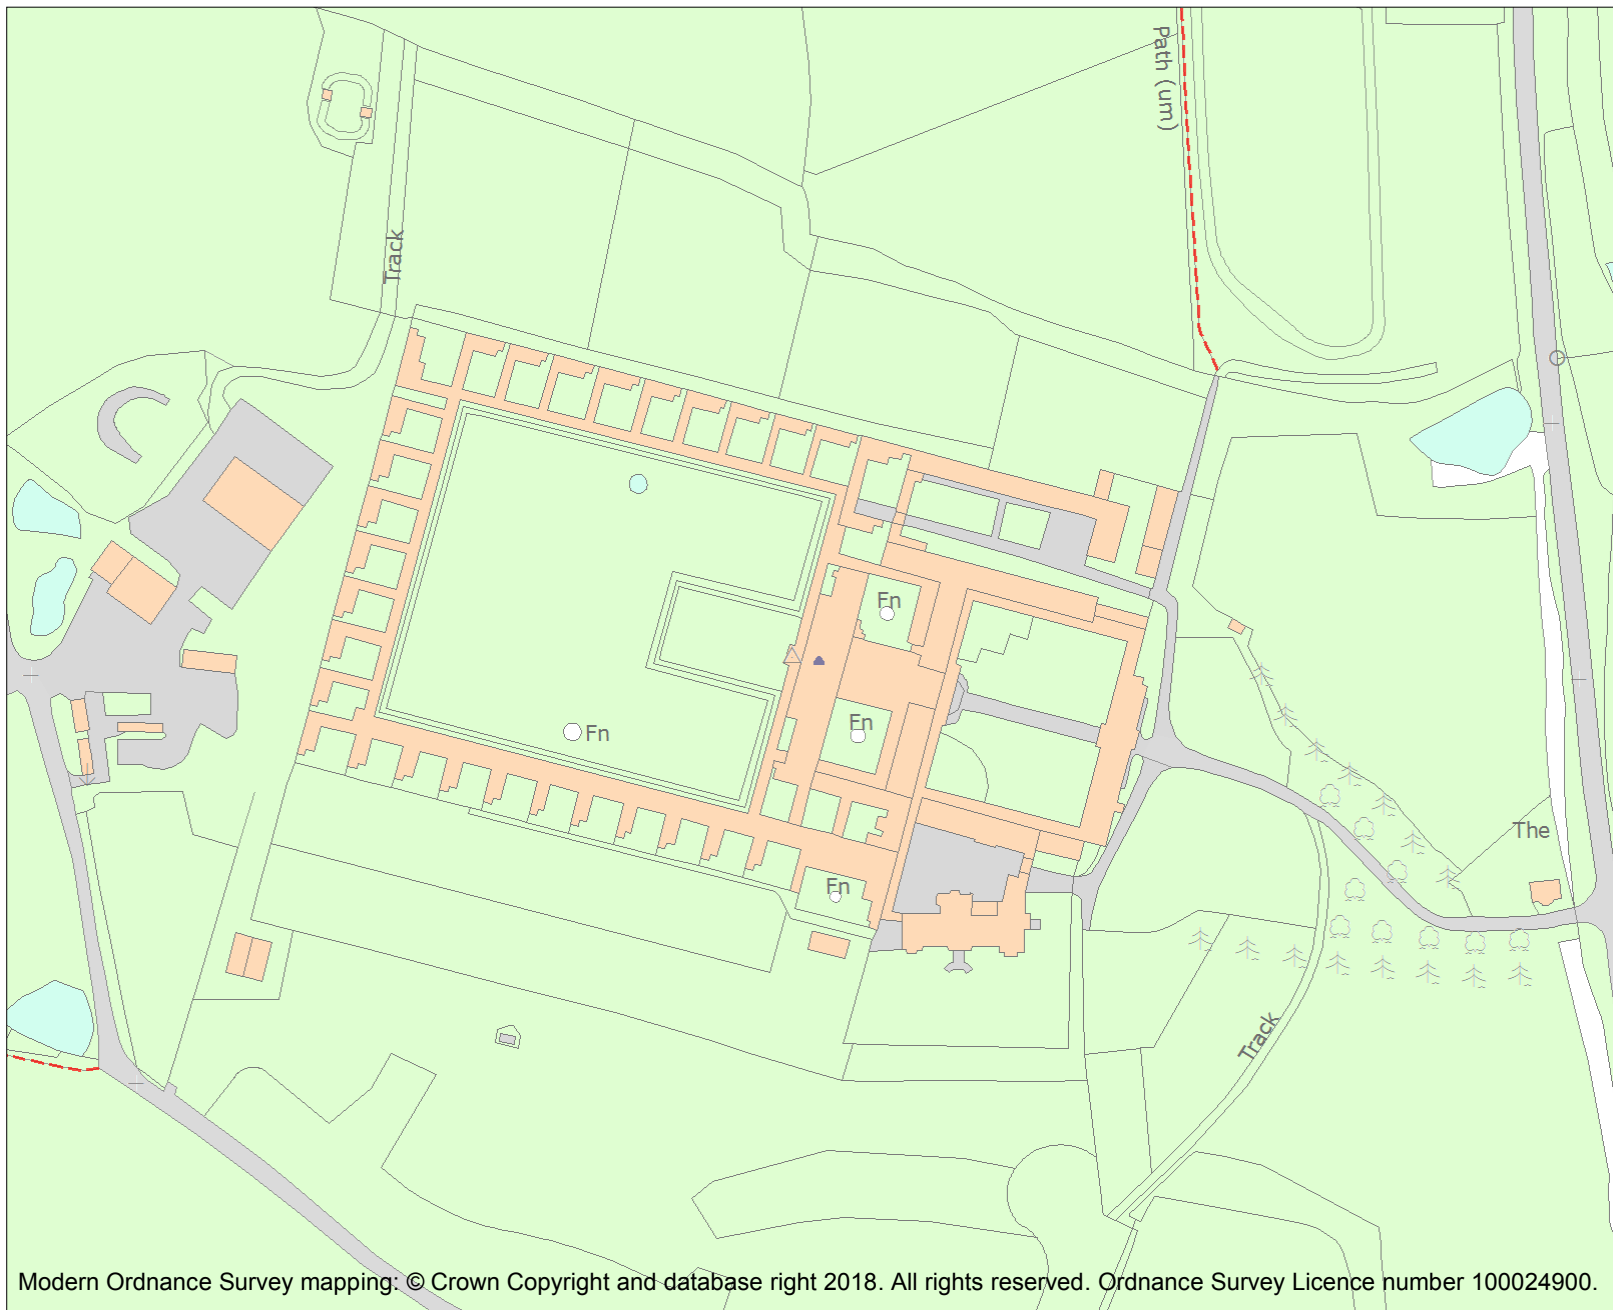 Path (um)
Track
Fn
Fn
Fn
The
Fn
Track
Modern Ordnance Survey mapping: © Crown Copyright and database right 2018. All rights reserved. Ordnance Survey Licence number 100024900.